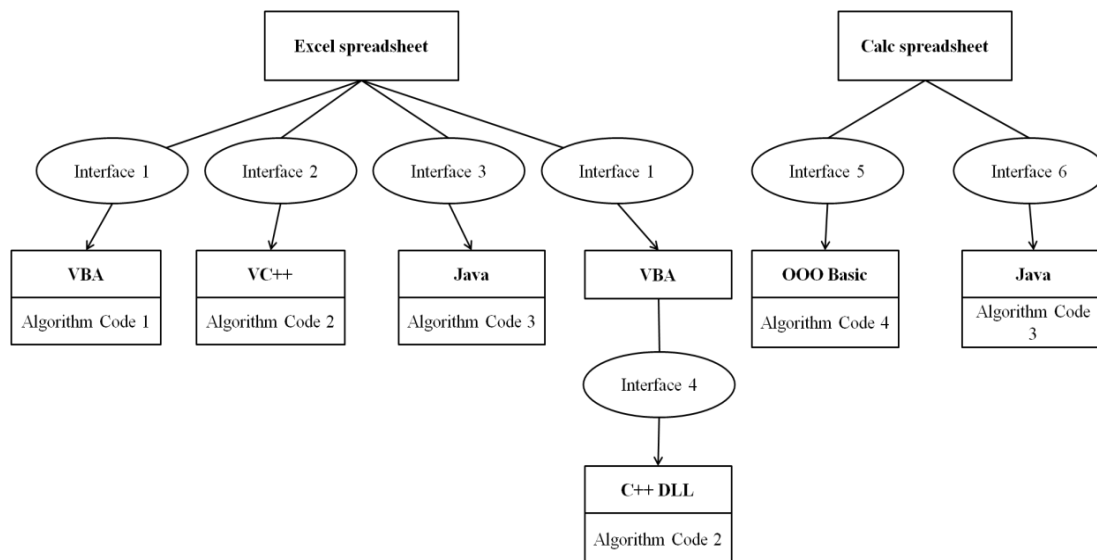 Excel spreadsheet
Calc spreadsheet
Interface 1
Interface 2
Interface 3
Interface 1
Interface 5
Interface 6
VBA
VC++
Java
VBA
OOO Basic
Java
Algorithm Code 1
Algorithm Code 2
Algorithm Code 3
Algorithm Code 4
Algorithm Code
3
Interface 4
C++ DLL
Algorithm Code 2